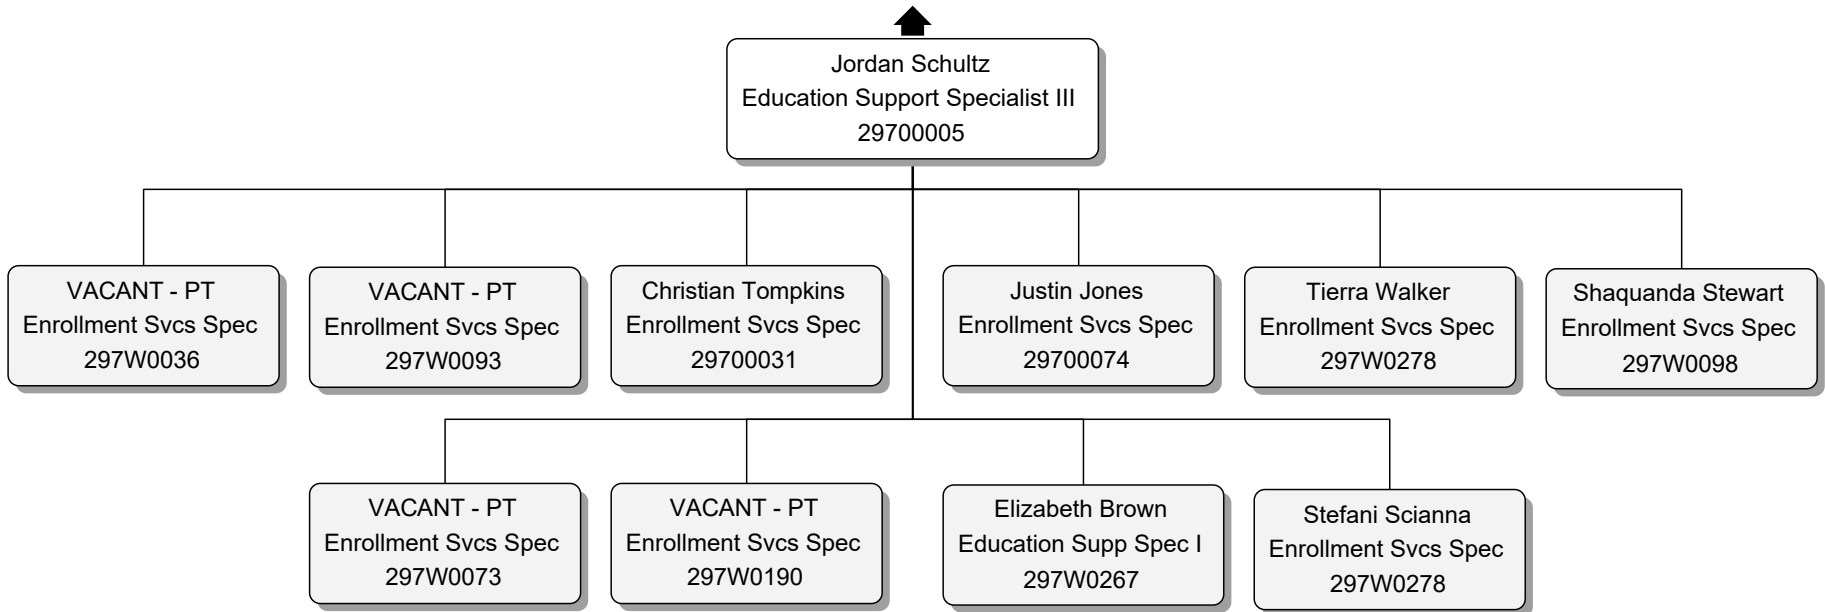 Jordan Schultz
Education Support Specialist III
29700005
VACANT - PT
Enrollment Svcs Spec
297W0036
VACANT - PT
Enrollment Svcs Spec
297W0093
Christian Tompkins
Enrollment Svcs Spec
29700031
Justin Jones
Enrollment Svcs Spec
29700074
Tierra Walker
Enrollment Svcs Spec
297W0278
Shaquanda Stewart
Enrollment Svcs Spec
297W0098
VACANT - PT
Enrollment Svcs Spec
297W0073
VACANT - PT
Enrollment Svcs Spec
297W0190
Elizabeth Brown
Education Supp Spec I
297W0267
Stefani Scianna
Enrollment Svcs Spec
297W0278